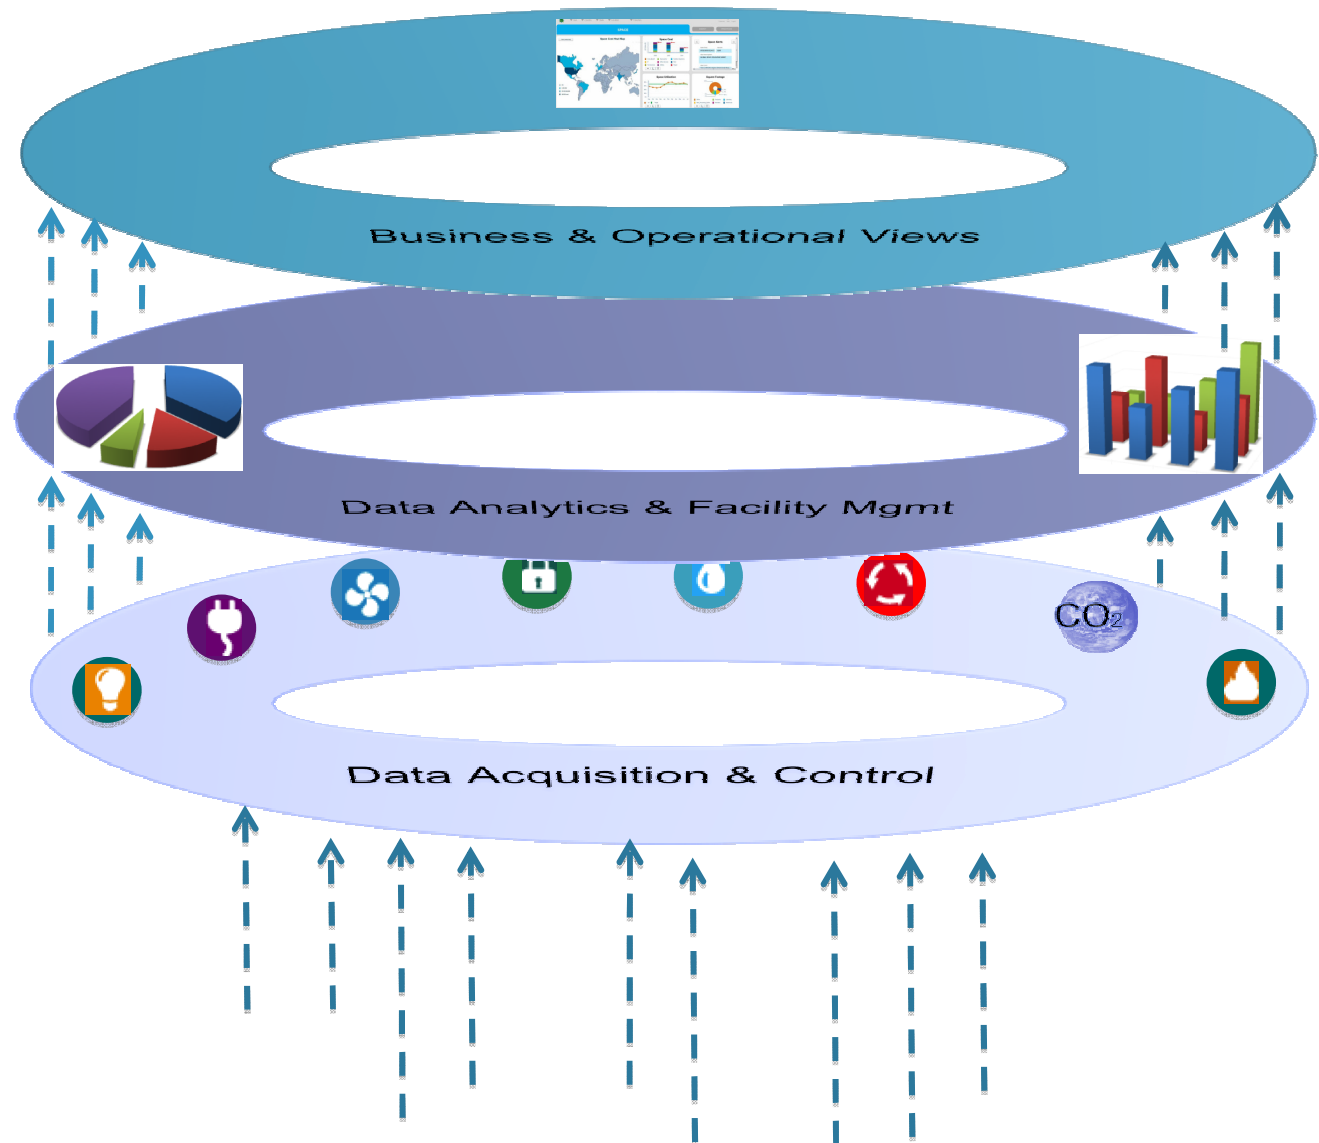 Business & Operational Views
Data Analytics & Facility Mgmt
CO₂
Data Acquisition & Control